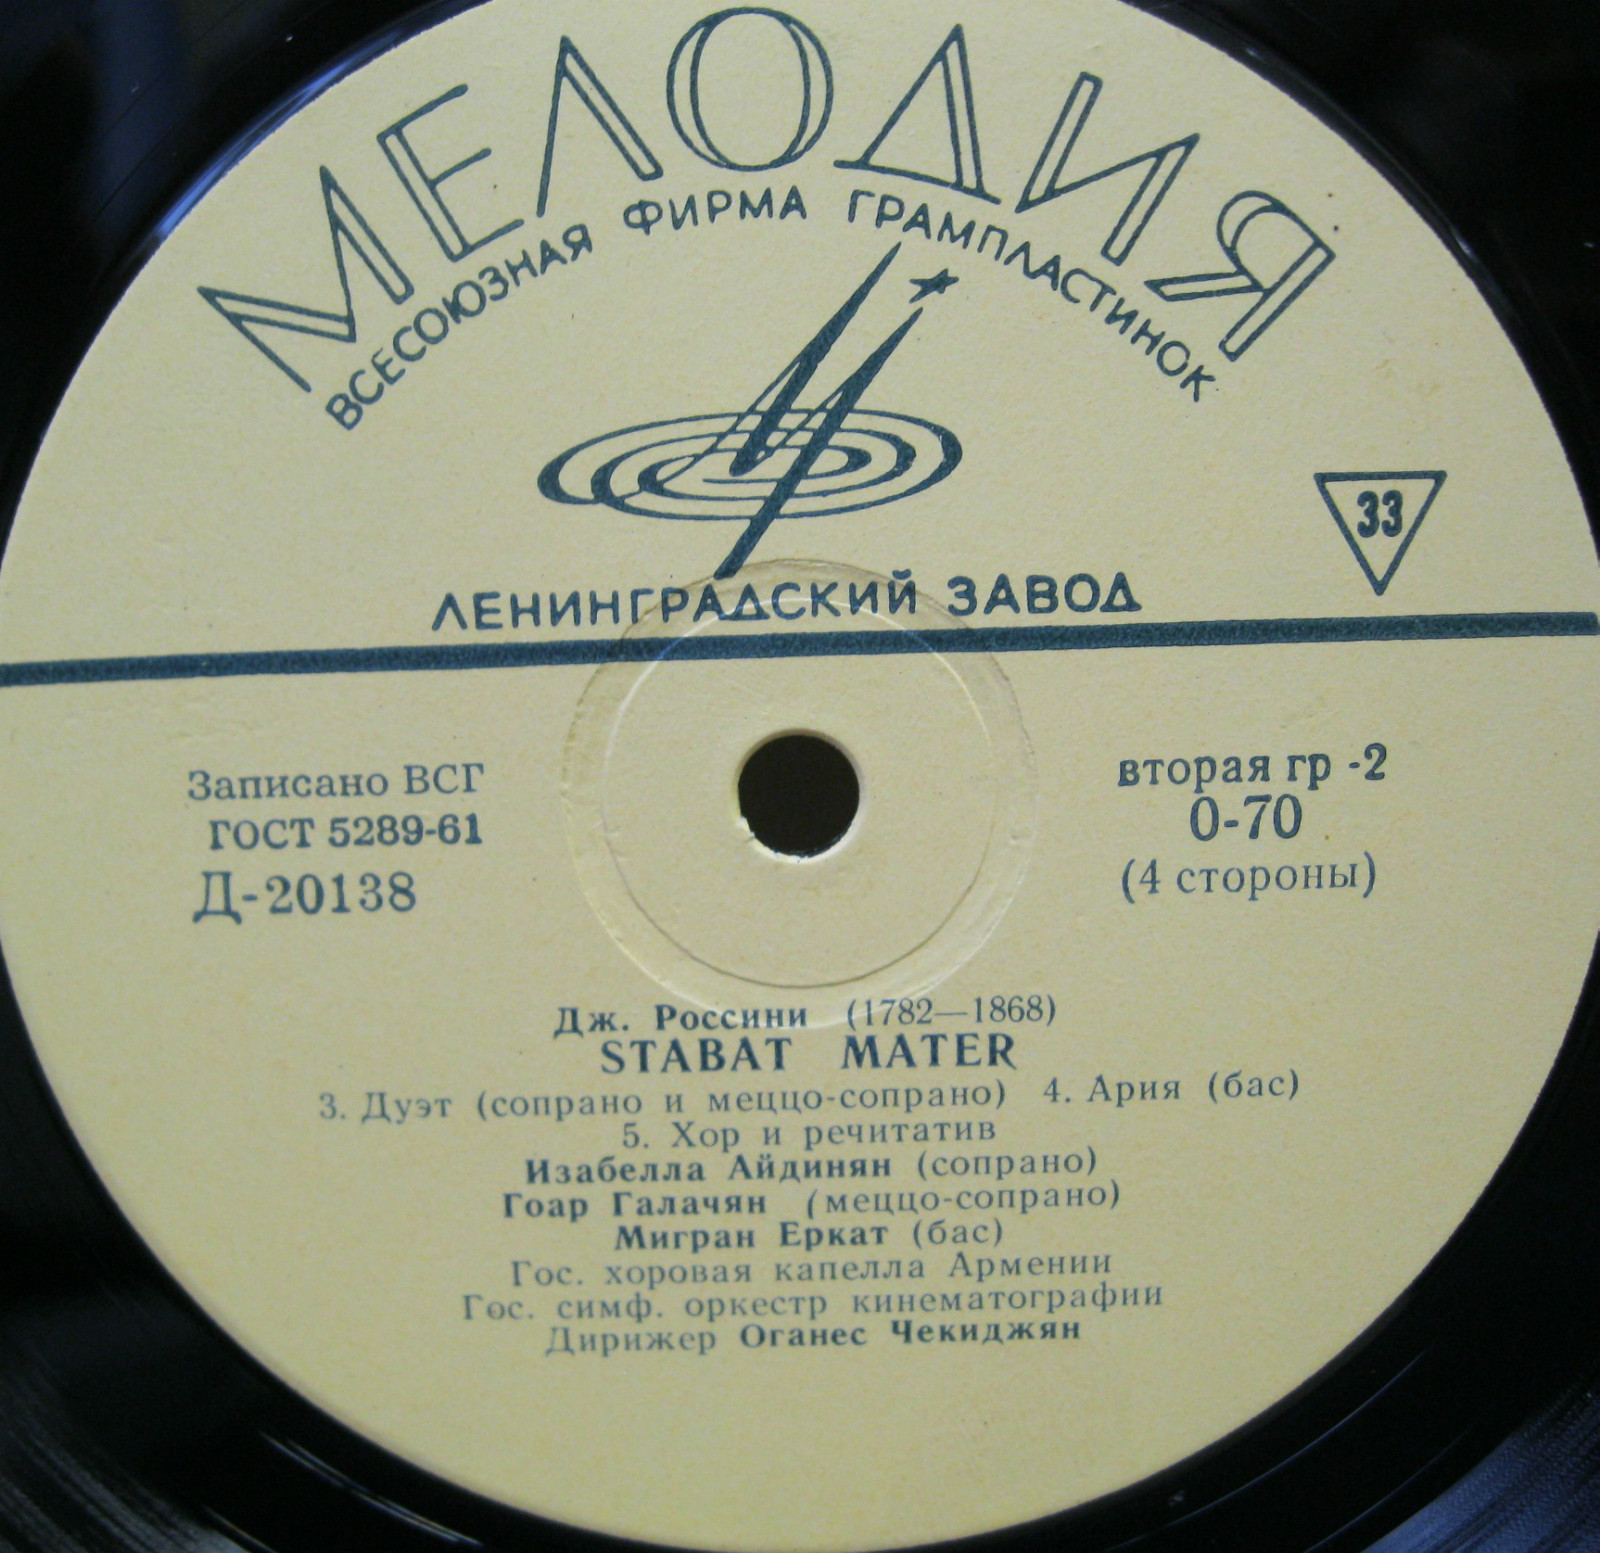 МЕЛОДИЯ
ВСЕСОЮЗНАЯ ФИРМА ГРАМПЛАСТИНОК
33
ЛЕНИНГРАДСКИЙ ЗАВОД
Записано ВСГ
ГОСТ 5289-61
Д-20138
вторая гр -2
0-70
(4 стороны)
Дж. Россини (1782—1868)
STABAT MATER
3. Дуэт (сопрано и меццо-сопрано) 4. Ария (бас)
5. Хор и речитатив
Изабелла Айдинян (сопрано)
Гоар Галачян (меццо-сопрано)
Мигран Еркат (бас)
Гос. хоровая капелла Армении
Гос. симф. оркестр кинематографии
Дирижер Оганес Чекиджян